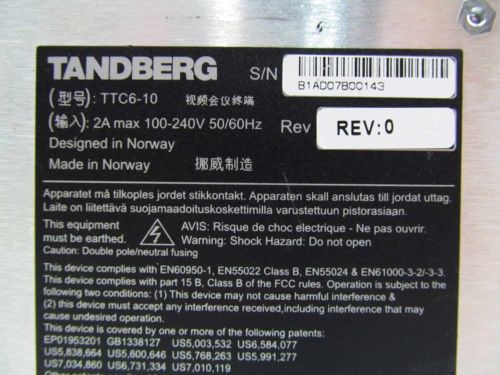 TANDBERG S/N B1AD07B00143
(型号): TTC6-10 视频会议终端
(输入): 2A max 100-240V 50/60Hz Rev REV:0
Designed in Norway
Made in Norway 挪威制造
Apparatet må tilkoples jordet stikkontakt. Apparaten skall anslutas till jordat uttag.
Laite on liitettävä suojamaadoituskoskettimilla varustettuun pistorasiaan.
This equipment must be earthed. AVIS: Risque de choc electrique - Ne pas ouvrir.
Warning: Shock Hazard: Do not open
Caution: Double pole/neutral fusing
This device complies with EN60950-1, EN55022 Class B, EN55024 & EN61000-3-2/-3-3.
This device complies with part 15 B, Class B of the FCC rules. Operation is subject to the
following two conditions: (1) This device may not cause harmful interference &
(2) this device must accept any interference received,including interference that may
cause undesired operation.
This device is covered by one or more of the following patents:
EP01953201 GB1338127 US5,003,532 US6,584,077
US5,838,664 US5,600,646 US5,768,263 US5,991,277
US7,034,860 US6,731,334 US7,010,119